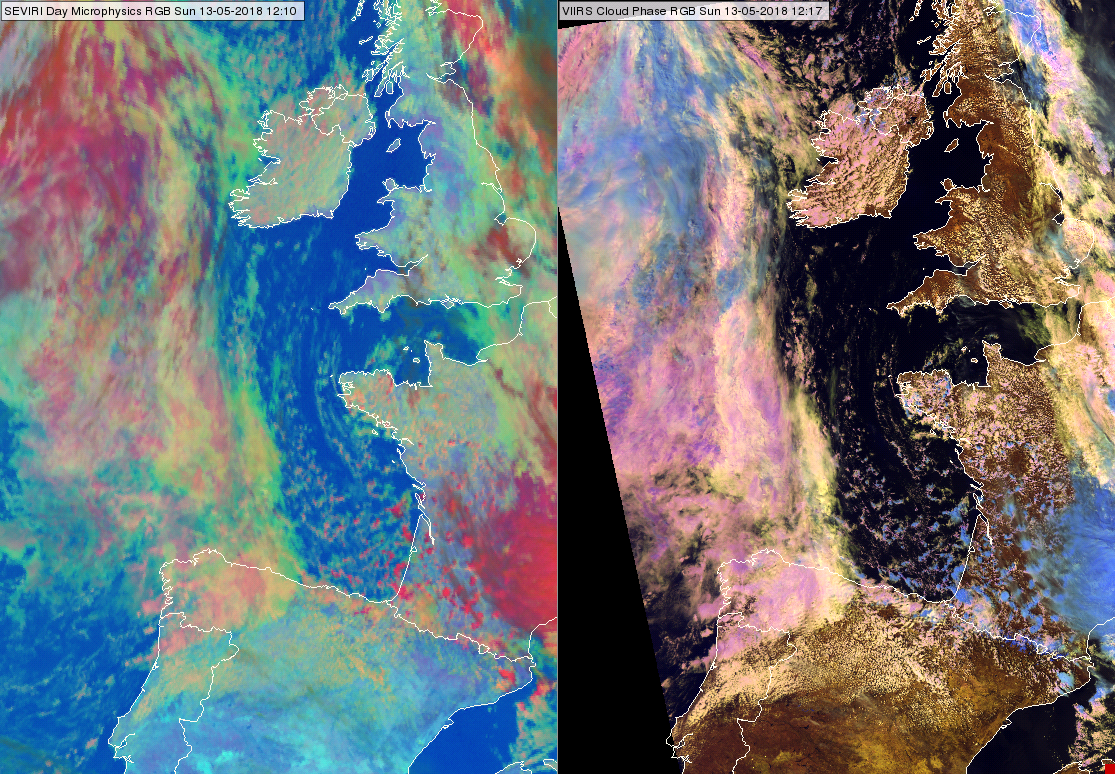 SEVIRI Day Microphysics RGB Sun 13-05-2018 12:10
VIIRS Cloud Phase RGB Sun 13-05-2018 12:17